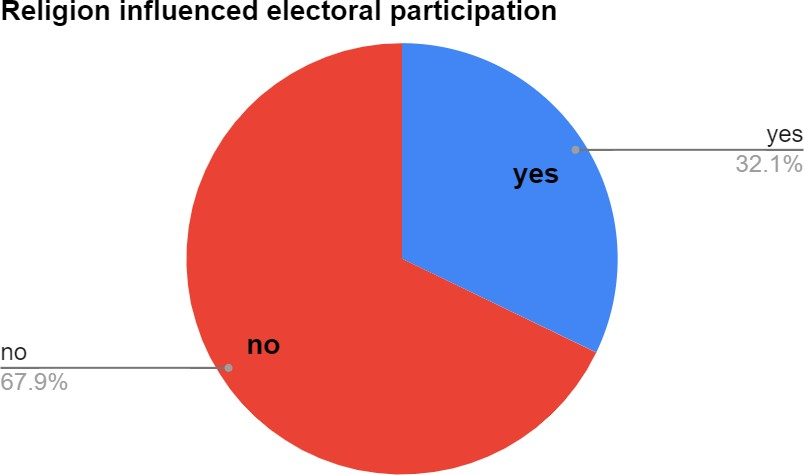 Religion influenced electoral participation
yes
32.1%
yes
no
no
67.9%